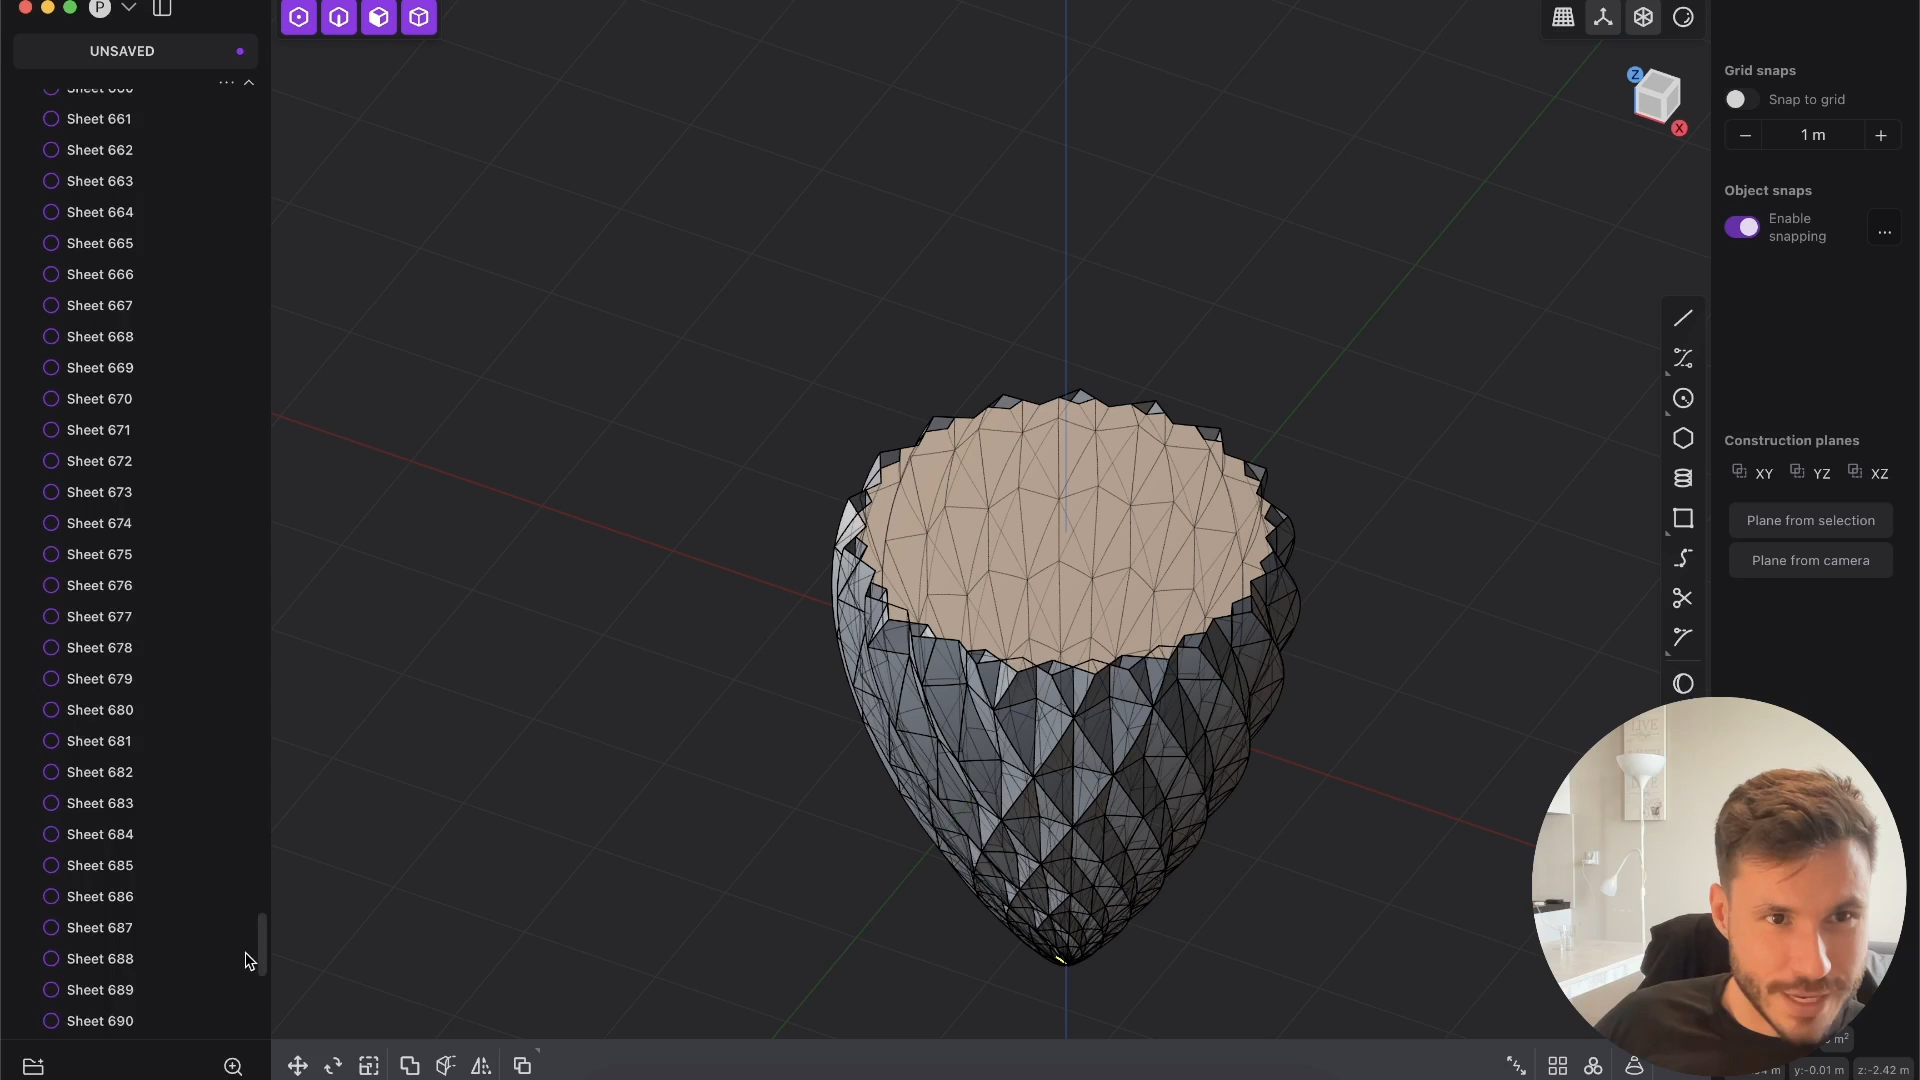 P
UNSAVED
...
Sheet 660
Sheet 661
Sheet 662
Sheet 663
Sheet 664
Sheet 665
Sheet 666
Sheet 667
Sheet 668
Sheet 669
Sheet 670
Sheet 671
Sheet 672
Sheet 673
Sheet 674
Sheet 675
Sheet 676
Sheet 677
Sheet 678
Sheet 679
Sheet 680
Sheet 681
Sheet 682
Sheet 683
Sheet 684
Sheet 685
Sheet 686
Sheet 687
Sheet 688
Sheet 689
Sheet 690
Z
X
Grid snaps
Snap to grid
− 1 m +
Object snaps
Enable
snapping
...
Construction planes
XY YZ XZ
Plane from selection
Plane from camera
LIVE
m²
m y:-0.01 m z:-2.42 m